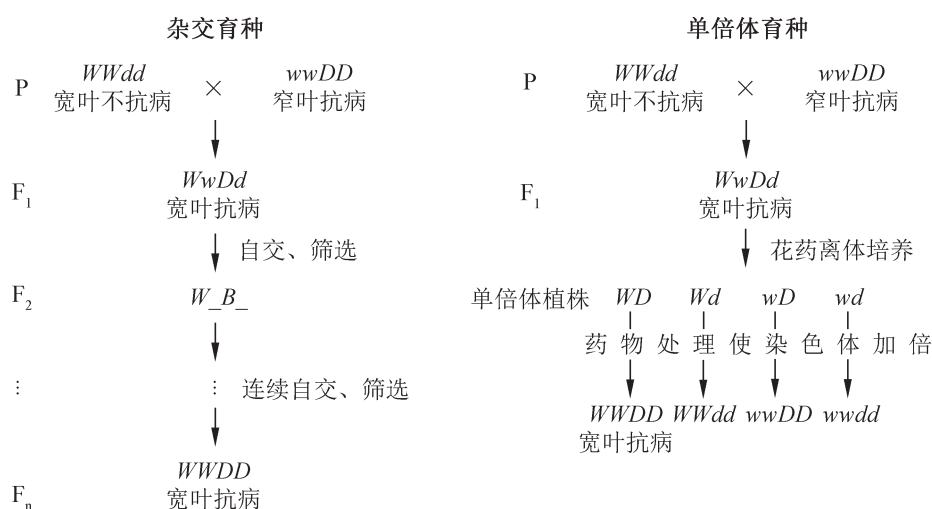 杂交育种
P WWdd × wwDD
宽叶不抗病 窄叶抗病
F₁ WwDd
宽叶抗病
自交、筛选
F₂ W_B_
⋮ ⋮ 连续自交、筛选
WWDD
Fₙ 宽叶抗病
单倍体育种
P WWdd × wwDD
宽叶不抗病 窄叶抗病
F₁ WwDd
宽叶抗病
花药离体培养
单倍体植株 WD Wd wD wd
药物处理使染色体加倍
WWDD WWdd wwDD wwdd
宽叶抗病